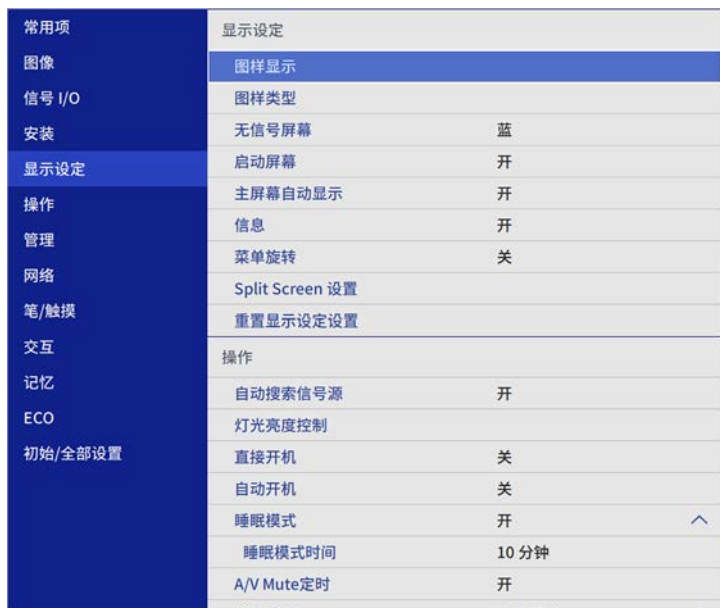 常用项
图像
信号 I/O
安装
显示设定
操作
管理
网络
笔/触摸
交互
记忆
ECO
初始/全部设置
显示设定
图样显示
图样类型
无信号屏幕 蓝
启动屏幕 开
主屏幕自动显示 开
信息 开
菜单旋转 关
Split Screen 设置
重置显示设定设置
操作
自动搜索信号源 开
灯光亮度控制
直接开机 关
自动开机 关
睡眠模式 开
睡眠模式时间 10 分钟
A/V Mute定时 开